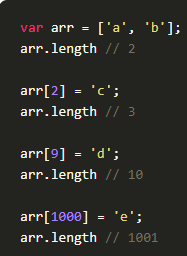 var arr = ['a', 'b'];
arr.length // 2
arr[2] = 'c';
arr.length // 3
arr[9] = 'd';
arr.length // 10
arr[1000] = 'e';
arr.length // 1001